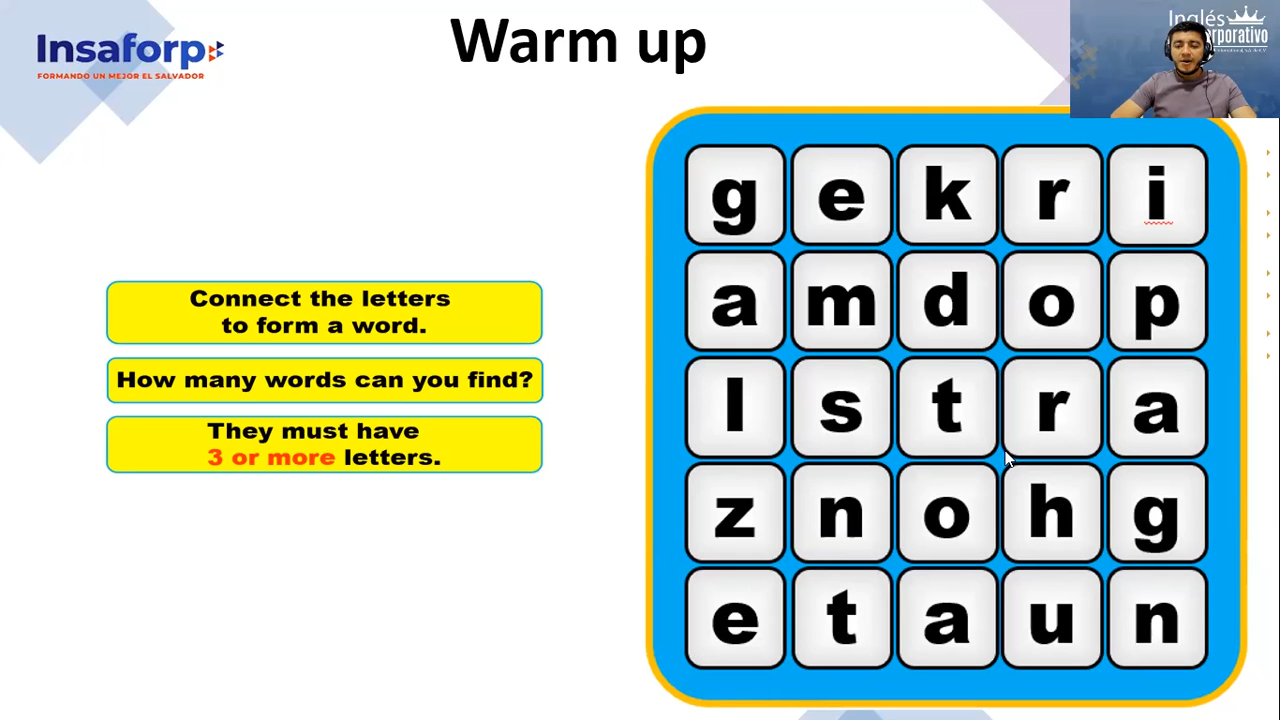 Warm up
Insaforp
FORMANDO UN MEJOR EL SALVADOR
Inglés
orporativo
Connect the letters
to form a word.
How many words can you find?
They must have
3 or more letters.
g e k r i
a m d o p
l s t r a
z n o h g
e t a u n